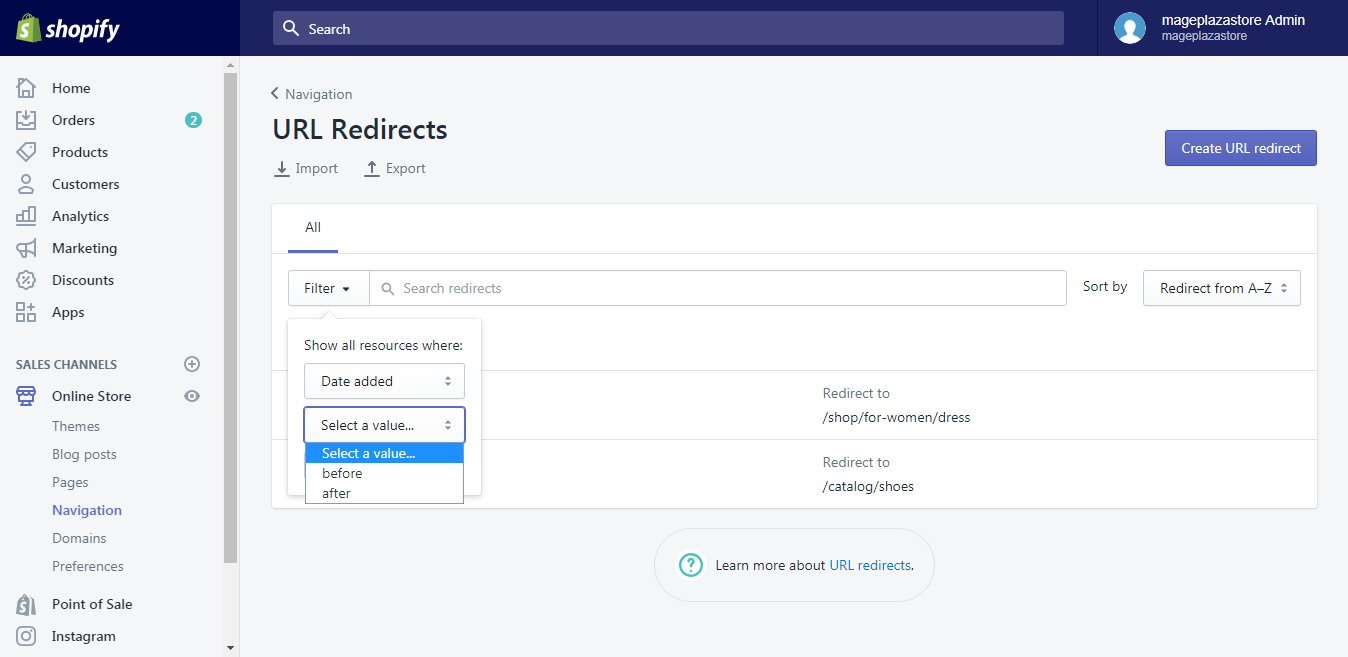 shopify
Search
mageplazastore Admin
mageplazastore
Home
Orders 2
Products
Customers
Analytics
Marketing
Discounts
Apps
SALES CHANNELS
Online Store
Themes
Blog posts
Pages
Navigation
Domains
Preferences
Point of Sale
Instagram
Navigation
URL Redirects
Import Export
Create URL redirect
All
Filter Search redirects Sort by Redirect from A–Z
Show all resources where:
Date added
Select a value...
Select a value...
before
after
Redirect to
/shop/for-women/dress
Redirect to
/catalog/shoes
Learn more about URL redirects.